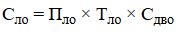 Сло = Пло × Тло × Сдво